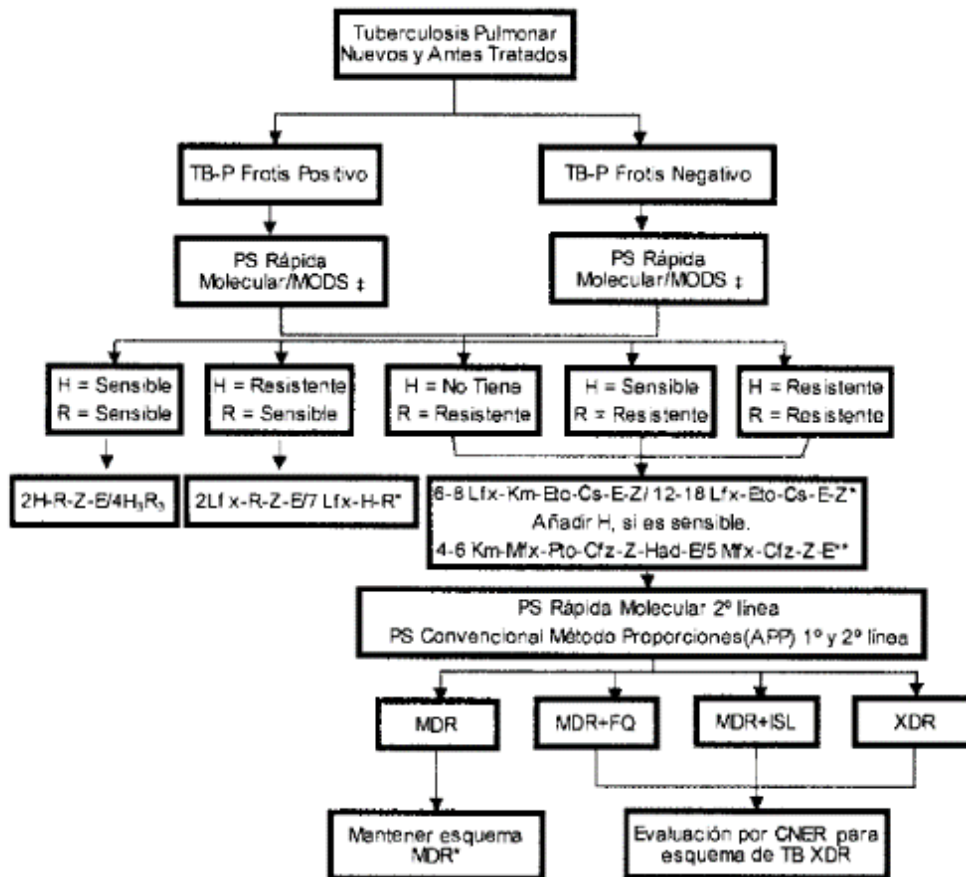 Tuberculosis Pulmonar
Nuevos y Antes Tratados
TB-P Frotis Positivo
TB-P Frotis Negativo
PS Rápida
Molecular/MODS ‡
PS Rápida
Molecular/MODS ‡
H = Sensible
R = Sensible
H = Resistente
R = Sensible
H = No Tiene
R = Resistente
H = Sensible
R = Resistente
H = Resistente
R = Resistente
2H-R-Z-E/4H₃R₃
2Lfx-R-Z-E/7 Lfx-H-R*
6-8 Lfx-Km-Eto-Cs-E-Z/ 12-18 Lfx-Eto-Cs-E-Z*
Añadir H, si es sensible.
4-6 Km-Mfx-Pto-Cfz-Z-Had-E/5 Mfx-Cfz-Z-E**
PS Rápida Molecular 2º línea
PS Convencional Método Proporciones(APP) 1º y 2º línea
MDR
MDR+FQ
MDR+ISL
XDR
Mantener esquema
MDR*
Evaluación por CNER para
esquema de TB XDR